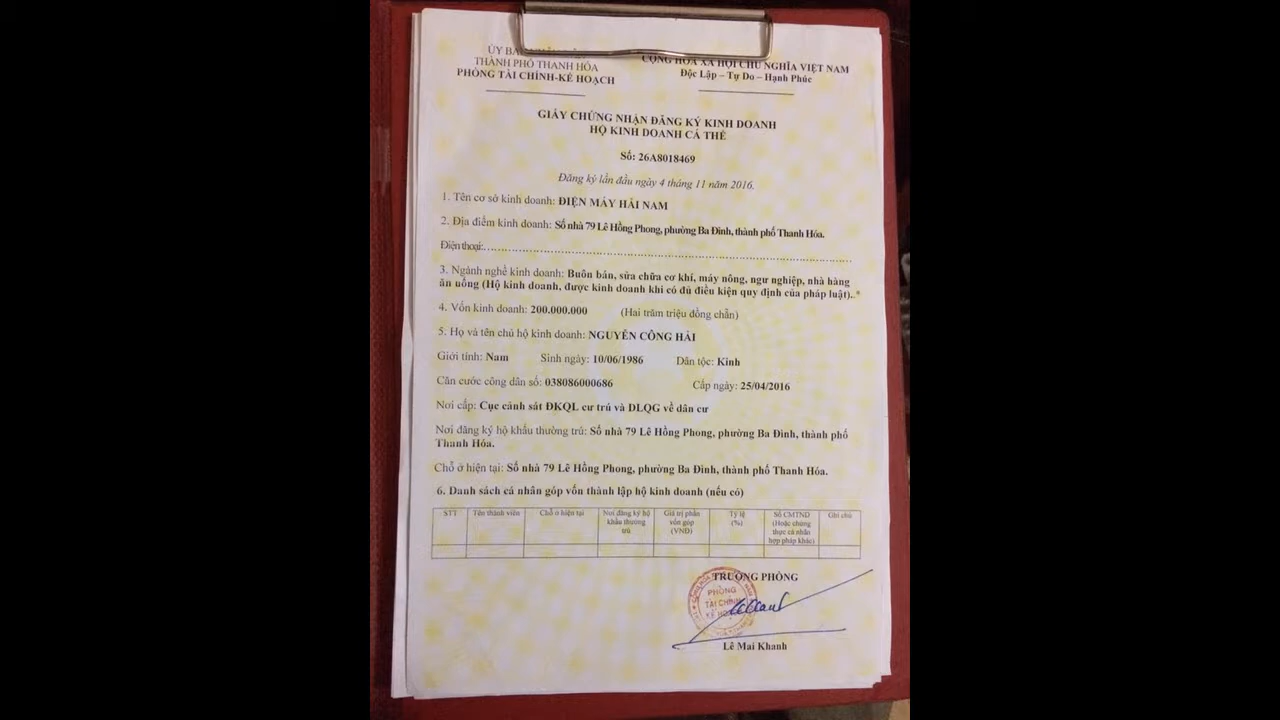 ỦY BAN
THÀNH PHỐ THANH HÓA
PHÒNG TÀI CHÍNH-KẾ HOẠCH
CỘNG HÒA XÃ HỘI CHỦ NGHĨA VIỆT NAM
Độc Lập – Tự Do – Hạnh Phúc
GIẤY CHỨNG NHẬN ĐĂNG KÝ KINH DOANH
HỘ KINH DOANH CÁ THỂ
Số: 26A8018469
Đăng ký lần đầu ngày 4 tháng 11 năm 2016.
1. Tên cơ sở kinh doanh: ĐIỆN MÁY HẢI NAM
2. Địa điểm kinh doanh: Số nhà 79 Lê Hồng Phong, phường Ba Đình, thành phố Thanh Hóa.
Điện thoại:
3. Ngành nghề kinh doanh: Buôn bán, sửa chữa cơ khí, máy nông, ngư nghiệp, nhà hàng
ăn uống (Hộ kinh doanh, được kinh doanh khi có đủ điều kiện quy định của pháp luật)..*
4. Vốn kinh doanh: 200.000.000 (Hai trăm triệu đồng chẵn)
5. Họ và tên chủ hộ kinh doanh: NGUYỄN CÔNG HẢI
Giới tính: Nam Sinh ngày: 10/06/1986 Dân tộc: Kinh
Căn cước công dân số: 038086000686 Cấp ngày: 25/04/2016
Nơi cấp: Cục cảnh sát ĐKQL cư trú và DLQG về dân cư
Nơi đăng ký hộ khẩu thường trú: Số nhà 79 Lê Hồng Phong, phường Ba Đình, thành phố
Thanh Hóa.
Chỗ ở hiện tại: Số nhà 79 Lê Hồng Phong, phường Ba Đình, thành phố Thanh Hóa.
6. Danh sách cá nhân góp vốn thành lập hộ kinh doanh (nếu có)
STT
Tên thành viên
Chỗ ở hiện tại
Nơi đăng ký hộ
khẩu thường
trú
Giá trị phần
vốn góp
(VNĐ)
Tỷ lệ
(%)
Số CMTND
(Hoặc chứng
thực cá nhân
hợp pháp khác)
Ghi chú
TRƯỞNG PHÒNG
PHÒNG
TÀI CHÍNH
KẾ
Lê Mai Khanh